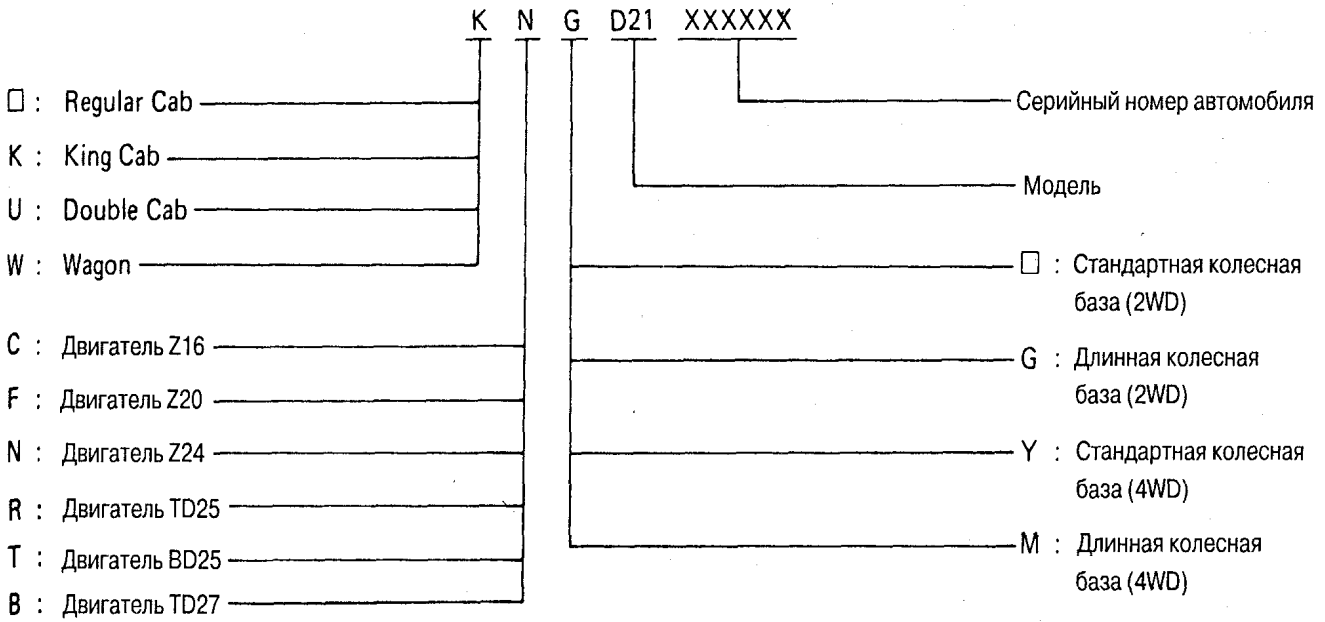 K N G D21 XXXXXX
□ : Regular Cab
K : King Cab
U : Double Cab
W : Wagon
C : Двигатель Z16
F : Двигатель Z20
N : Двигатель Z24
R : Двигатель TD25
T : Двигатель BD25
B : Двигатель TD27
Серийный номер автомобиля
Модель
□ : Стандартная колесная
база (2WD)
G : Длинная колесная
база (2WD)
Y : Стандартная колесная
база (4WD)
M : Длинная колесная
база (4WD)